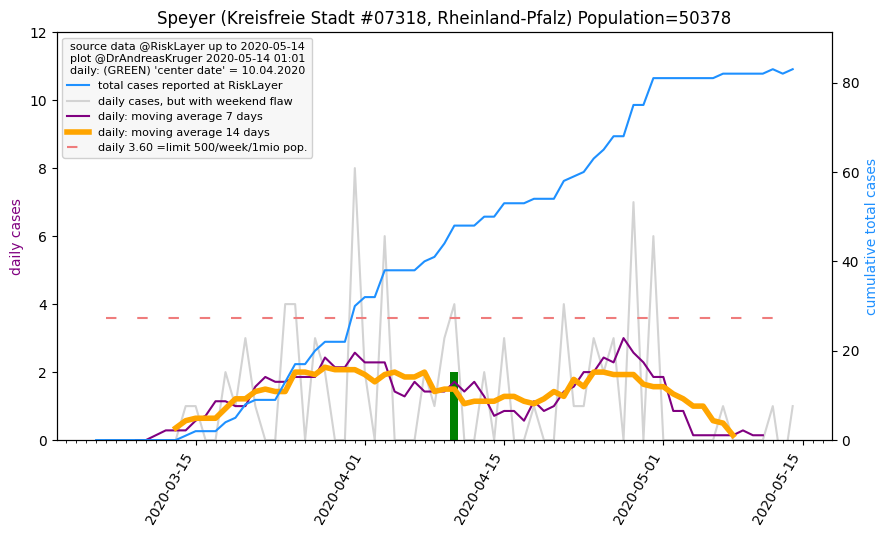 Speyer (Kreisfreie Stadt #07318, Rheinland-Pfalz) Population=50378
source data @RiskLayer up to 2020-05-14
plot @DrAndreasKruger 2020-05-14 01:01
daily: (GREEN) 'center date' = 10.04.2020
total cases reported at RiskLayer
daily cases, but with weekend flaw
daily: moving average 7 days
daily: moving average 14 days
daily 3.60 =limit 500/week/1mio pop.
daily cases
12
10
8
6
4
2
0
80
60
40
20
0
cumulative total cases
2020-03-15
2020-04-01
2020-04-15
2020-05-01
2020-05-15